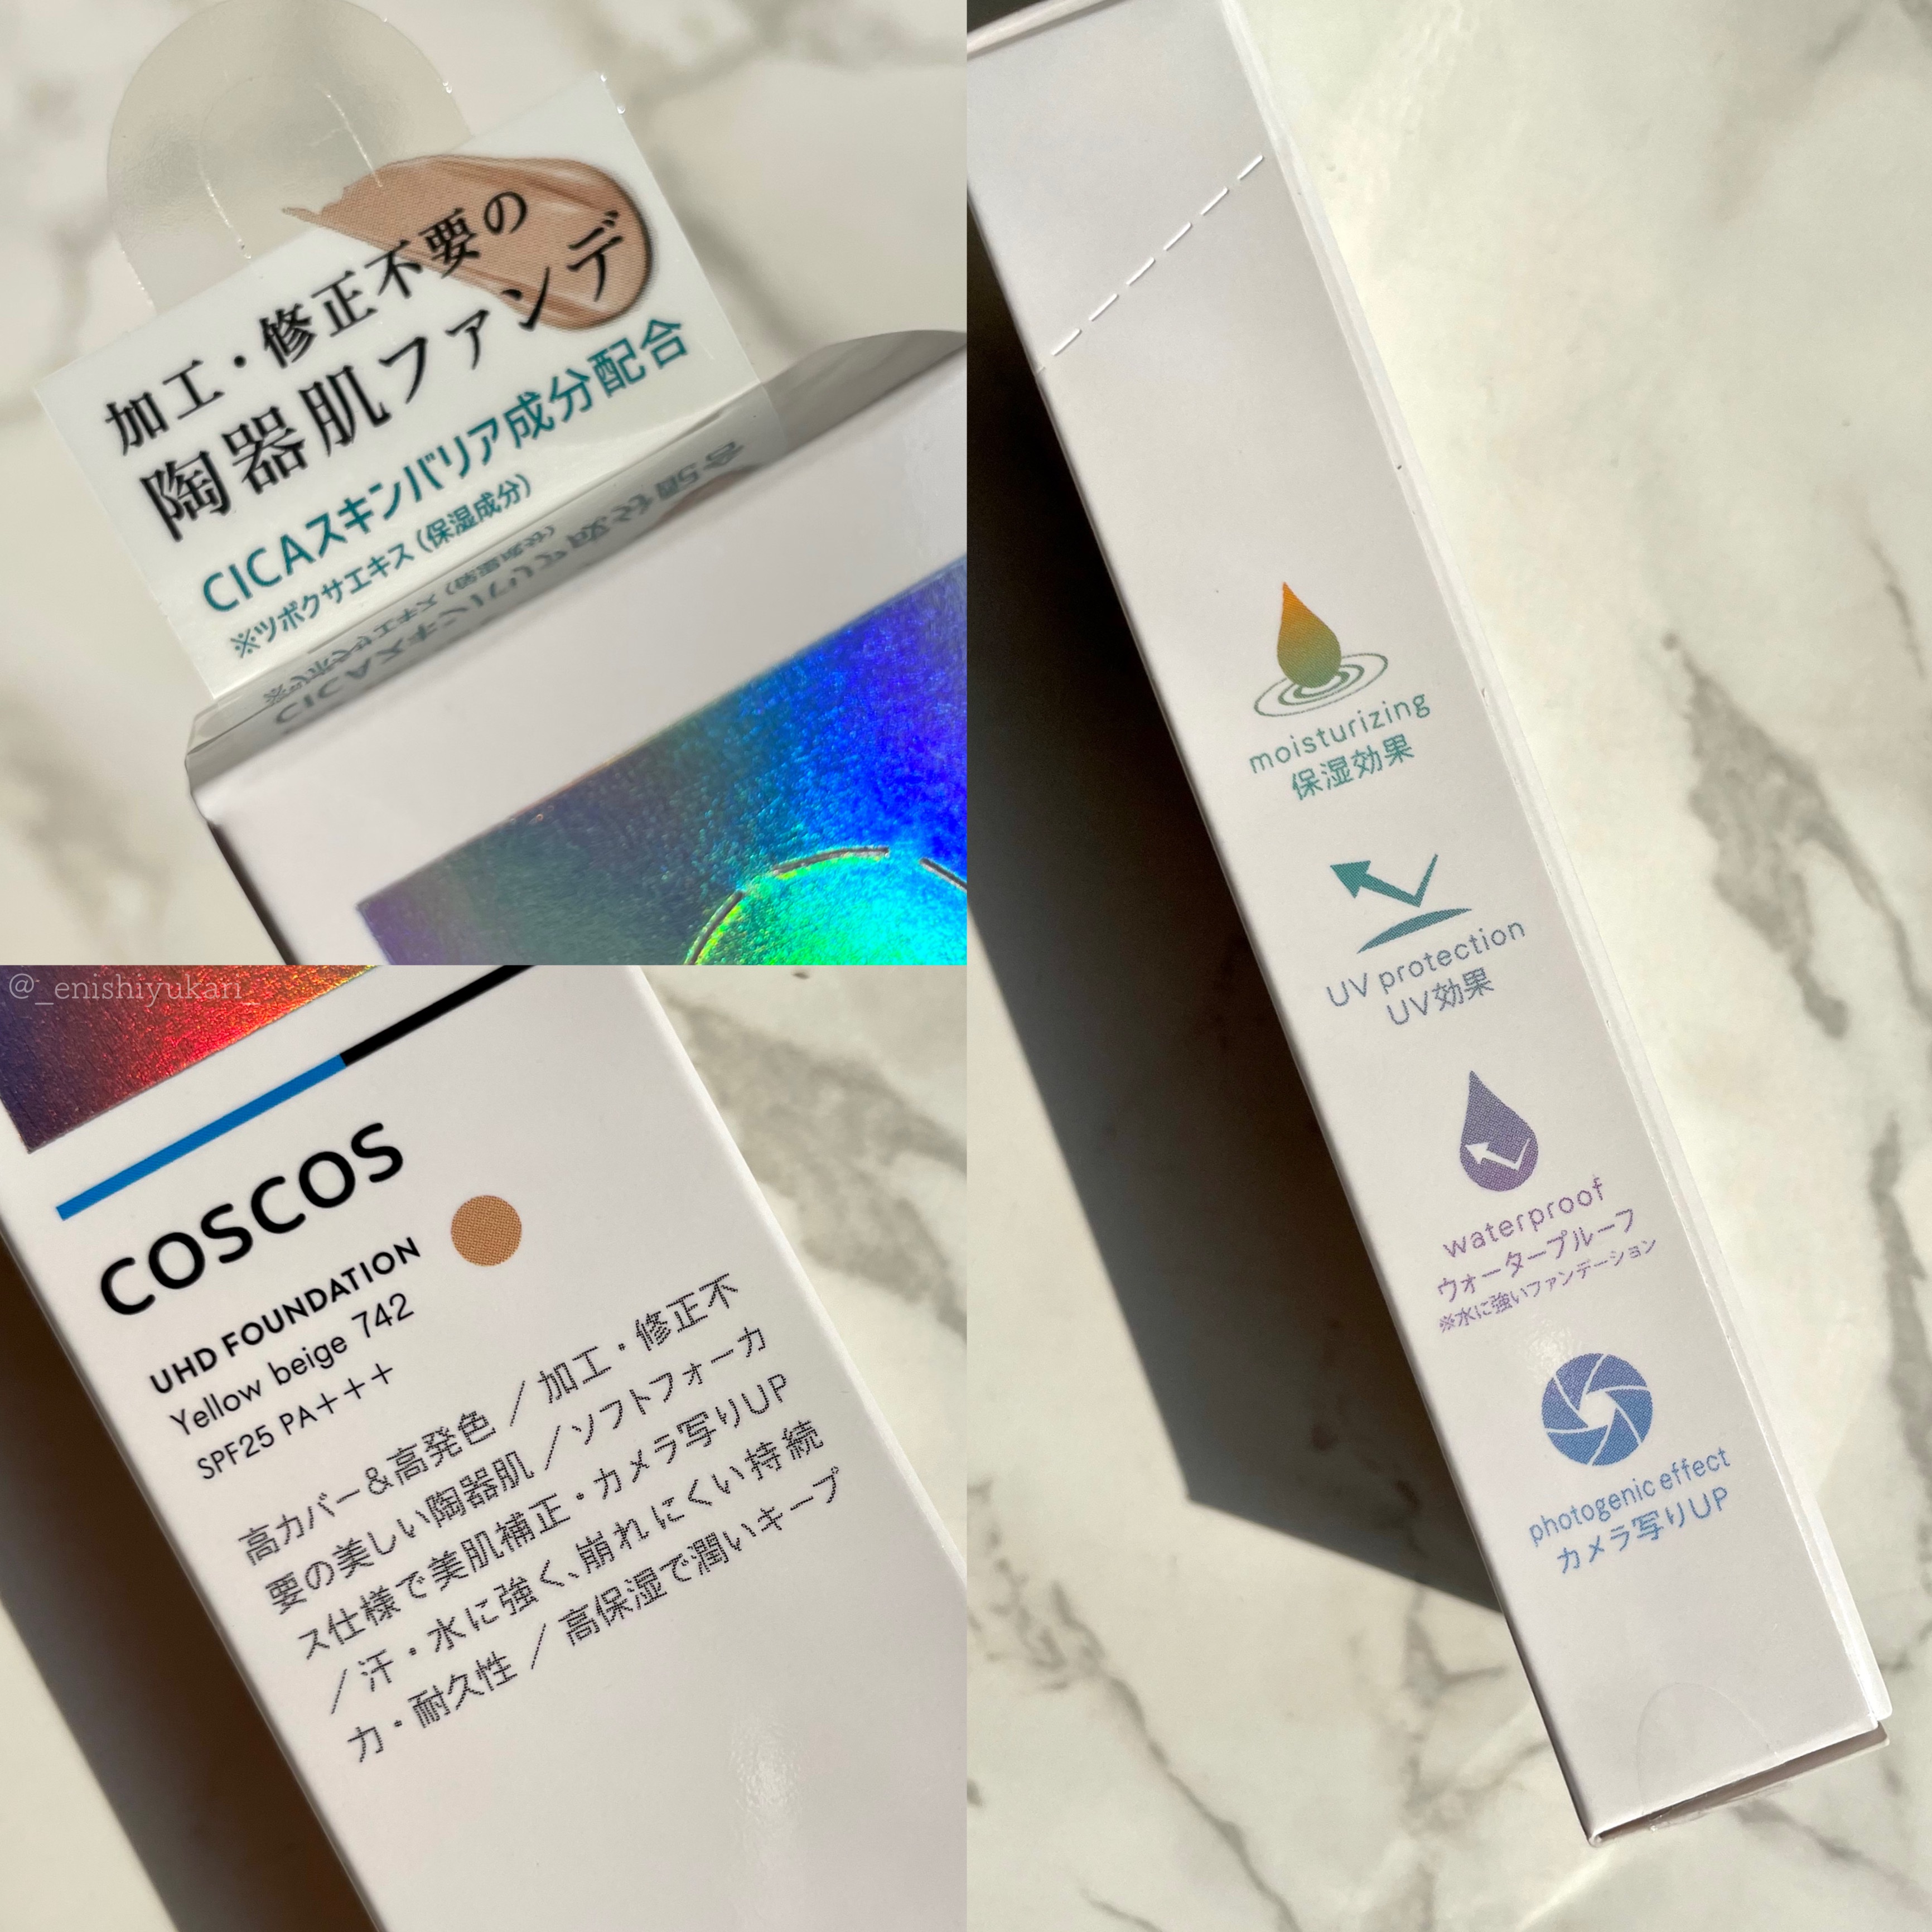 加工・修正不要の
陶器肌ファンデ
CICAスキンバリア成分配合
※ツボクサエキス(保湿成分)
@_enishiyukari_
COSCOS
UHD FOUNDATION
Yellow beige 742
SPF25 PA+++
高カバー&高発色／加工・修正不
要の美しい陶器肌／ソフトフォーカ
ス仕様で美肌補正・カメラ写りUP
／汗・水に強く、崩れにくい持続
力・耐久性／高保湿で潤いキープ
moisturizing
保湿効果
UV protection
UV効果
waterproof
ウォータープルーフ
※水に強いファンデーション
photogenic effect
カメラ写りUP